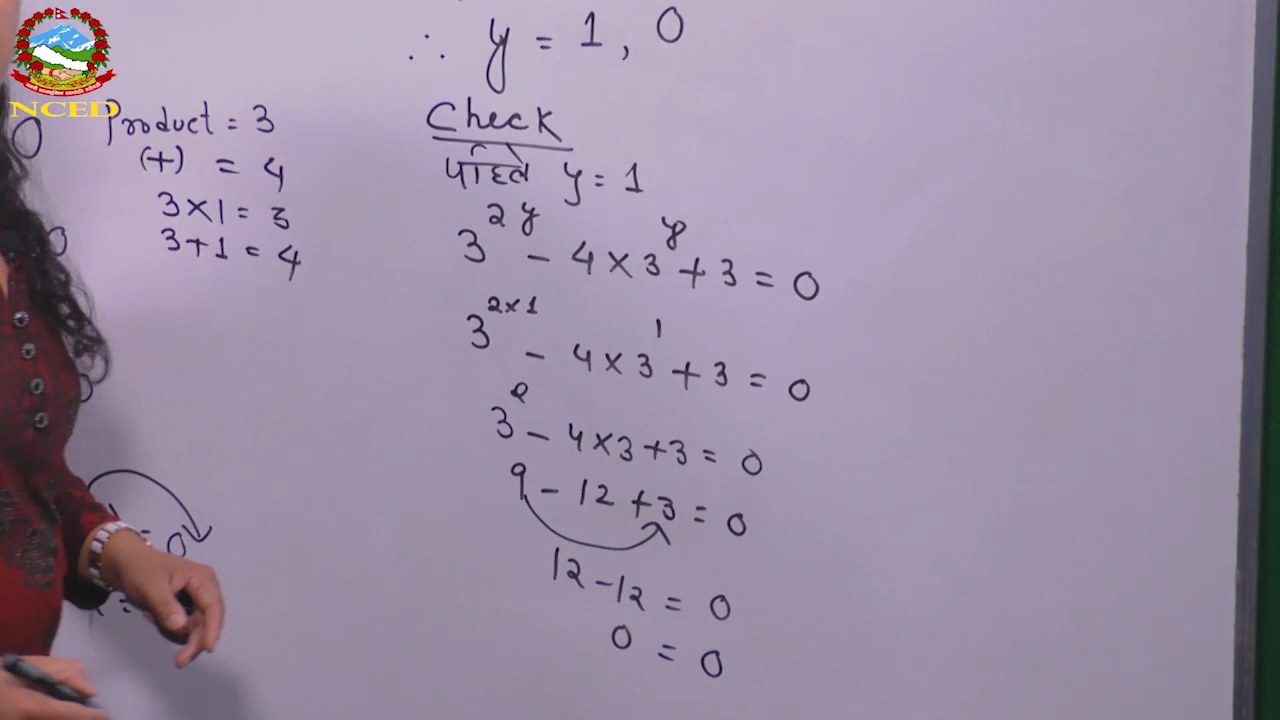 NCED
Product = 3
(+) = 4
3 × 1 = 3
3 + 1 = 4
∴ y = 1, 0
Check
पहिले y = 1
3^{2y} - 4 × 3^{y} + 3 = 0
3^{2×1} - 4 × 3^{1} + 3 = 0
3^{2} - 4 × 3 + 3 = 0
9 - 12 + 3 = 0
12 - 12 = 0
0 = 0